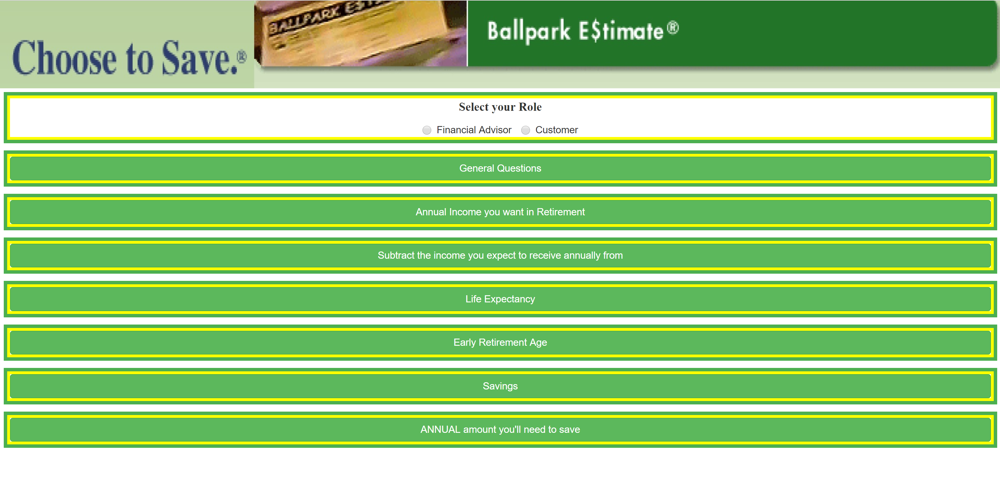 BALLPARK E$
Ballpark E$timate®
Choose to Save.®
Select your Role
Financial Advisor Customer
General Questions
Annual Income you want in Retirement
Subtract the income you expect to receive annually from
Life Expectancy
Early Retirement Age
Savings
ANNUAL amount you'll need to save